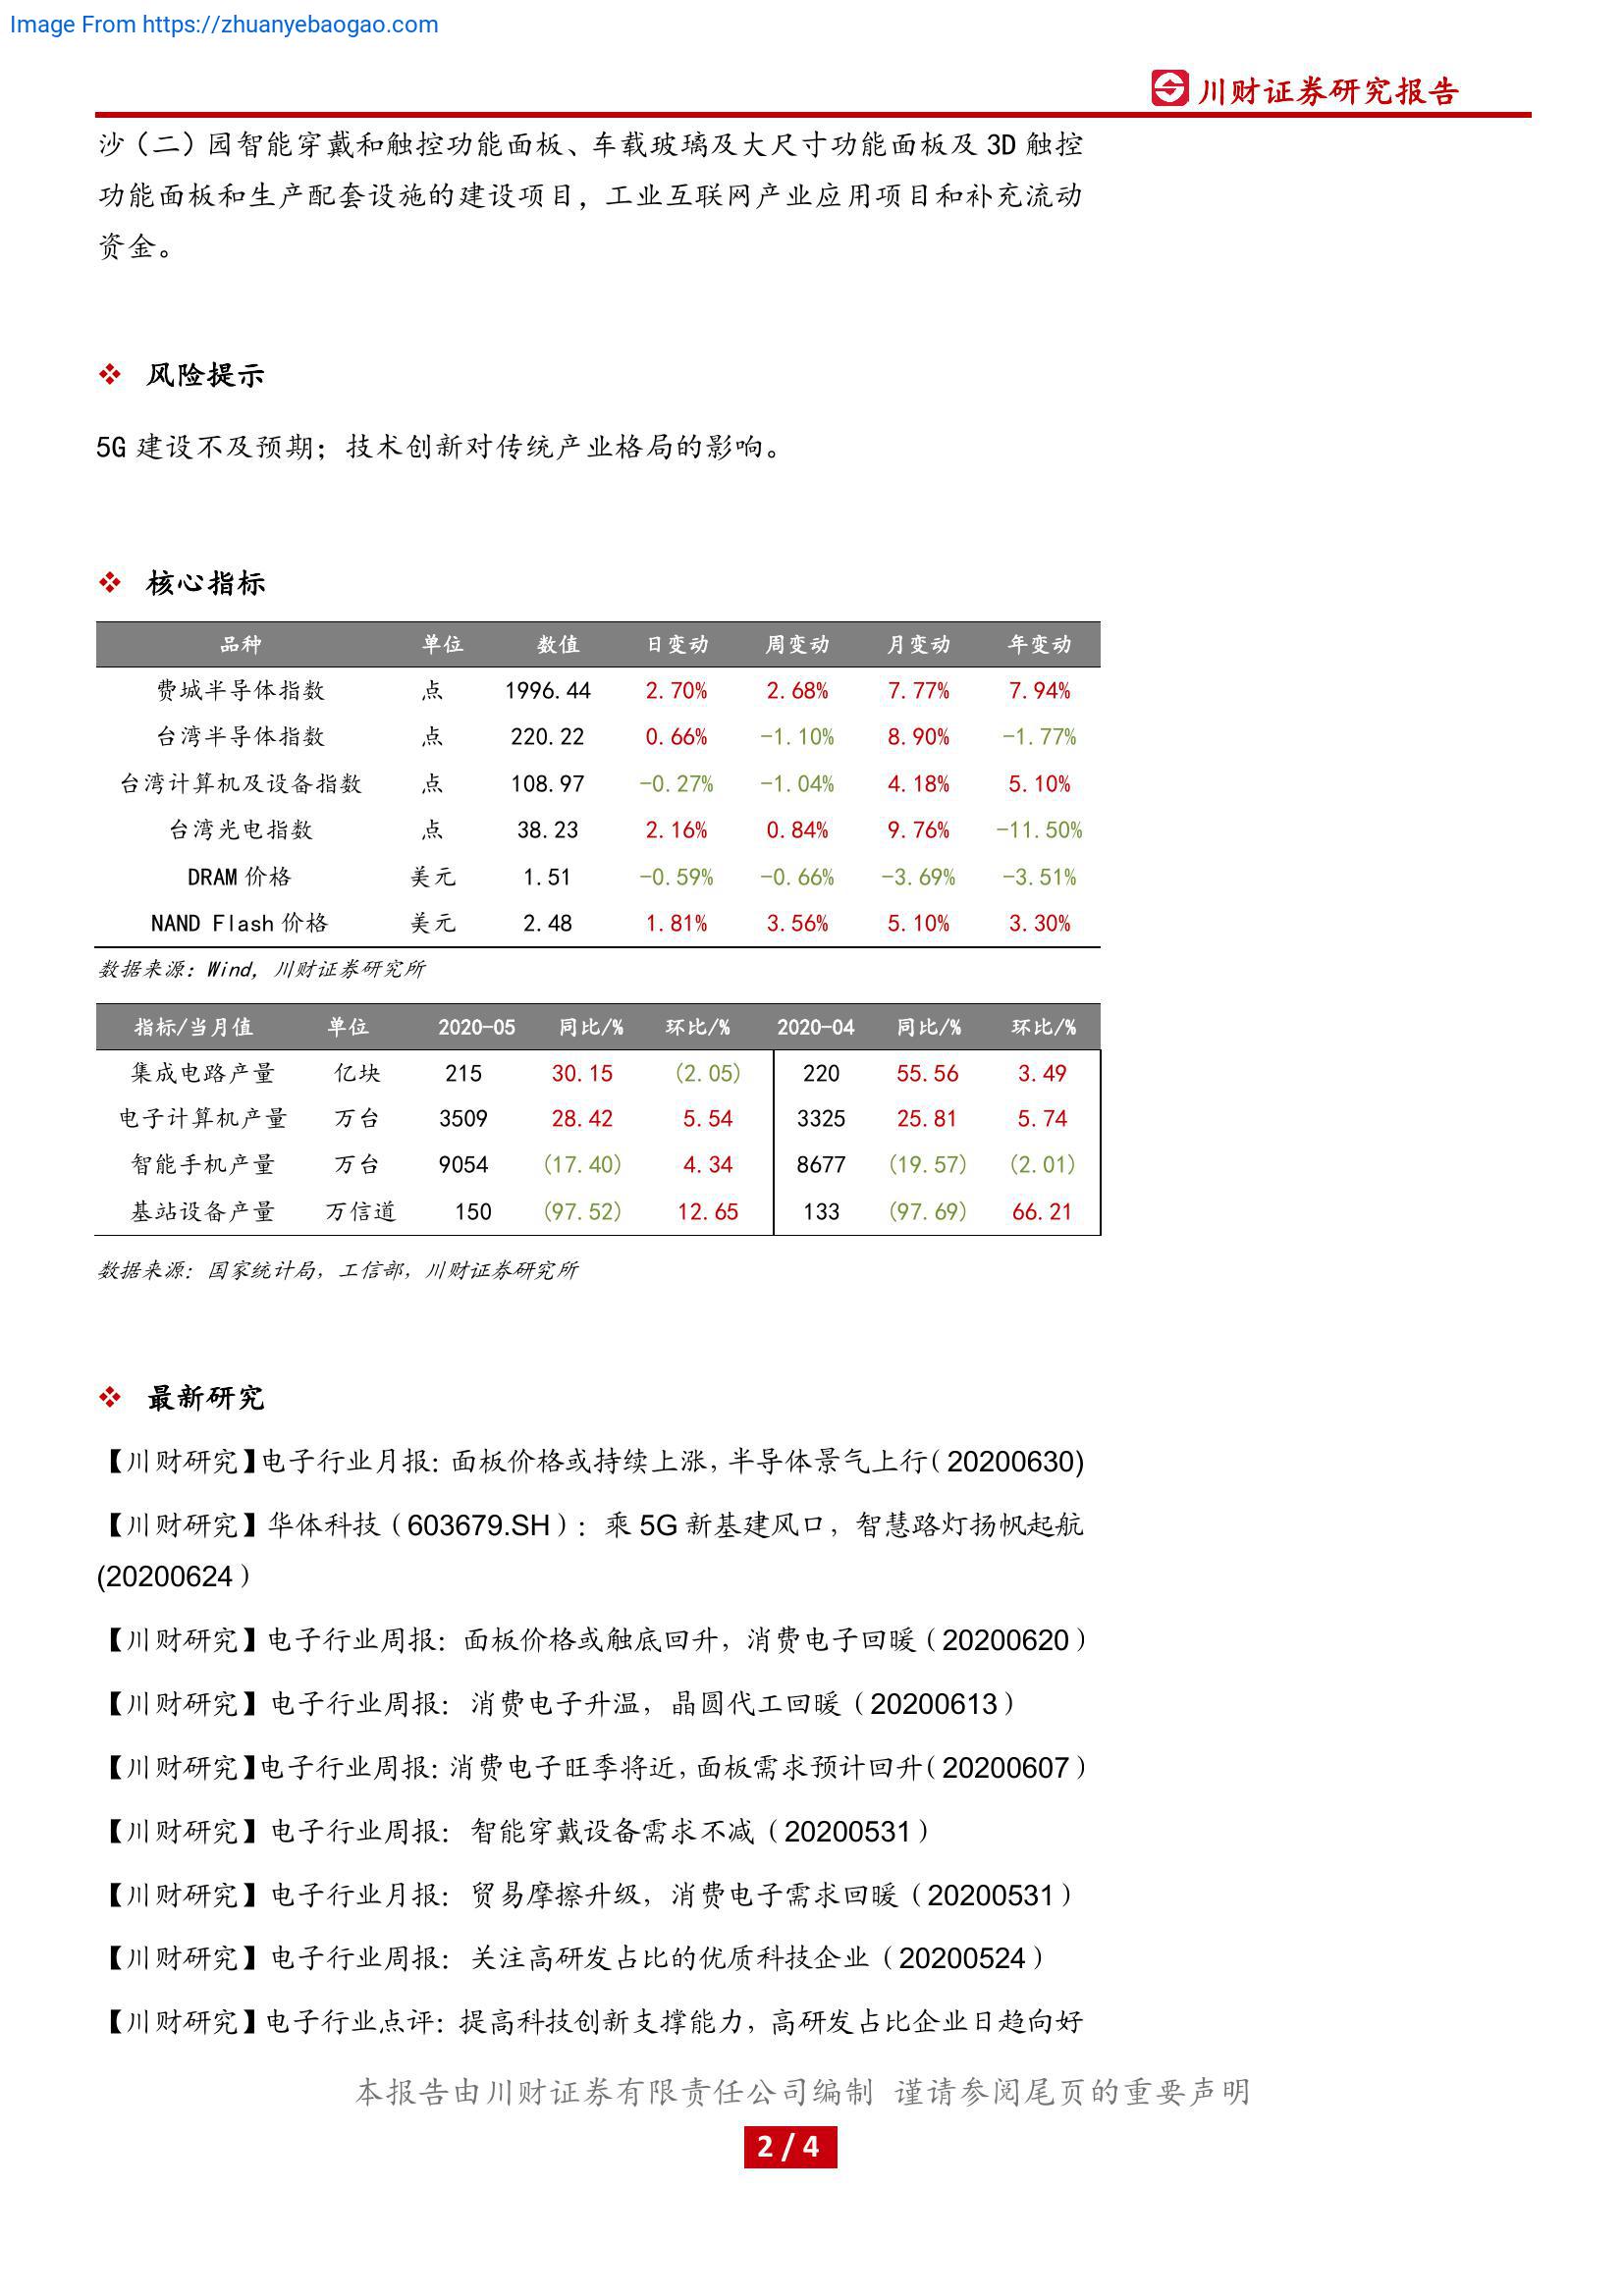 Image From https://zhuanyebaogao.com
川财证券研究报告
沙（二）园智能穿戴和触控功能面板、车载玻璃及大尺寸功能面板及 3D 触控
功能面板和生产配套设施的建设项目，工业互联网产业应用项目和补充流动
资金。
风险提示
5G 建设不及预期；技术创新对传统产业格局的影响。
核心指标
品种 单位 数值 日变动 周变动 月变动 年变动
费城半导体指数 点 1996.44 2.70% 2.68% 7.77% 7.94%
台湾半导体指数 点 220.22 0.66% -1.10% 8.90% -1.77%
台湾计算机及设备指数 点 108.97 -0.27% -1.04% 4.18% 5.10%
台湾光电指数 点 38.23 2.16% 0.84% 9.76% -11.50%
DRAM 价格 美元 1.51 -0.59% -0.66% -3.69% -3.51%
NAND Flash 价格 美元 2.48 1.81% 3.56% 5.10% 3.30%
数据来源：Wind，川财证券研究所
指标/当月值 单位 2020-05 同比/% 环比/% 2020-04 同比/% 环比/%
集成电路产量 亿块 215 30.15 (2.05) 220 55.56 3.49
电子计算机产量 万台 3509 28.42 5.54 3325 25.81 5.74
智能手机产量 万台 9054 (17.40) 4.34 8677 (19.57) (2.01)
基站设备产量 万信道 150 (97.52) 12.65 133 (97.69) 66.21
数据来源：国家统计局，工信部，川财证券研究所
最新研究
【川财研究】电子行业月报：面板价格或持续上涨，半导体景气上行（20200630)
【川财研究】华体科技（603679.SH）：乘 5G 新基建风口，智慧路灯扬帆起航
(20200624）
【川财研究】电子行业周报：面板价格或触底回升，消费电子回暖（20200620）
【川财研究】电子行业周报：消费电子升温，晶圆代工回暖（20200613）
【川财研究】电子行业周报：消费电子旺季将近，面板需求预计回升（20200607）
【川财研究】电子行业周报：智能穿戴设备需求不减（20200531）
【川财研究】电子行业月报：贸易摩擦升级，消费电子需求回暖（20200531）
【川财研究】电子行业周报：关注高研发占比的优质科技企业（20200524）
【川财研究】电子行业点评：提高科技创新支撑能力，高研发占比企业日趋向好
本报告由川财证券有限责任公司编制 谨请参阅尾页的重要声明
2 / 4